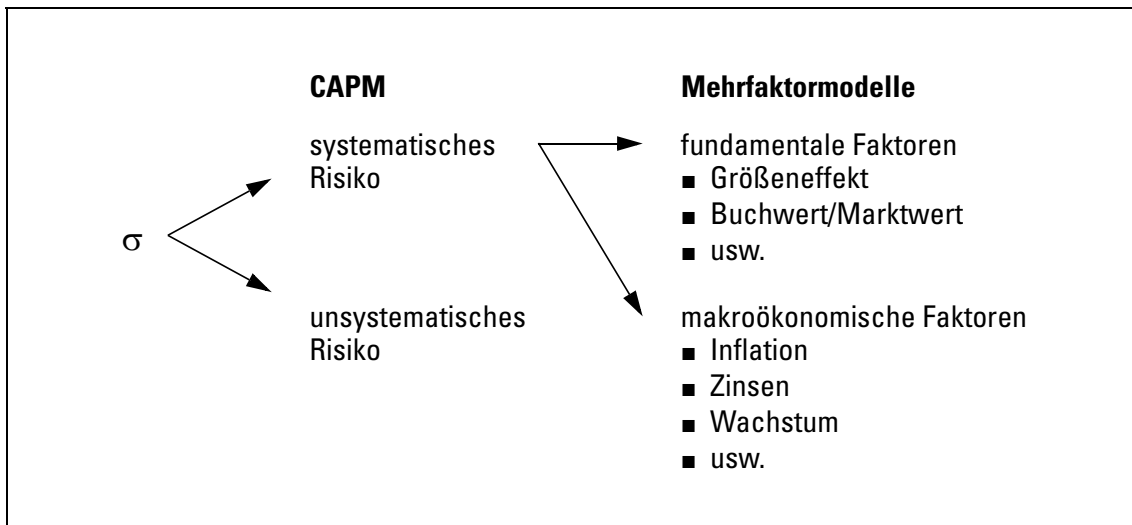 CAPM
Mehrfaktormodelle
systematisches
Risiko
fundamentale Faktoren
■ Größeneffekt
■ Buchwert/Marktwert
■ usw.
σ
unsystematisches
Risiko
makroökonomische Faktoren
■ Inflation
■ Zinsen
■ Wachstum
■ usw.